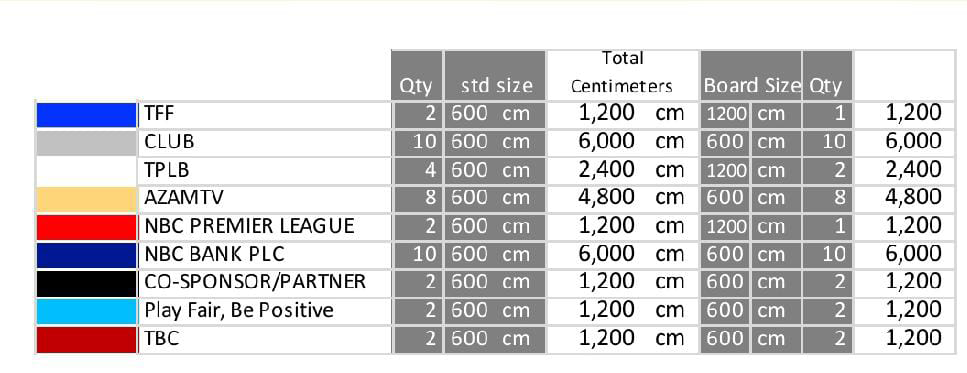 Total
Qty std size Centimeters Board Size Qty
TFF 2 600 cm 1,200 cm 1200 cm 1 1,200
CLUB 10 600 cm 6,000 cm 600 cm 10 6,000
TPLB 4 600 cm 2,400 cm 1200 cm 2 2,400
AZAMTV 8 600 cm 4,800 cm 600 cm 8 4,800
NBC PREMIER LEAGUE 2 600 cm 1,200 cm 1200 cm 1 1,200
NBC BANK PLC 10 600 cm 6,000 cm 600 cm 10 6,000
CO-SPONSOR/PARTNER 2 600 cm 1,200 cm 600 cm 2 1,200
Play Fair, Be Positive 2 600 cm 1,200 cm 600 cm 2 1,200
TBC 2 600 cm 1,200 cm 600 cm 2 1,200